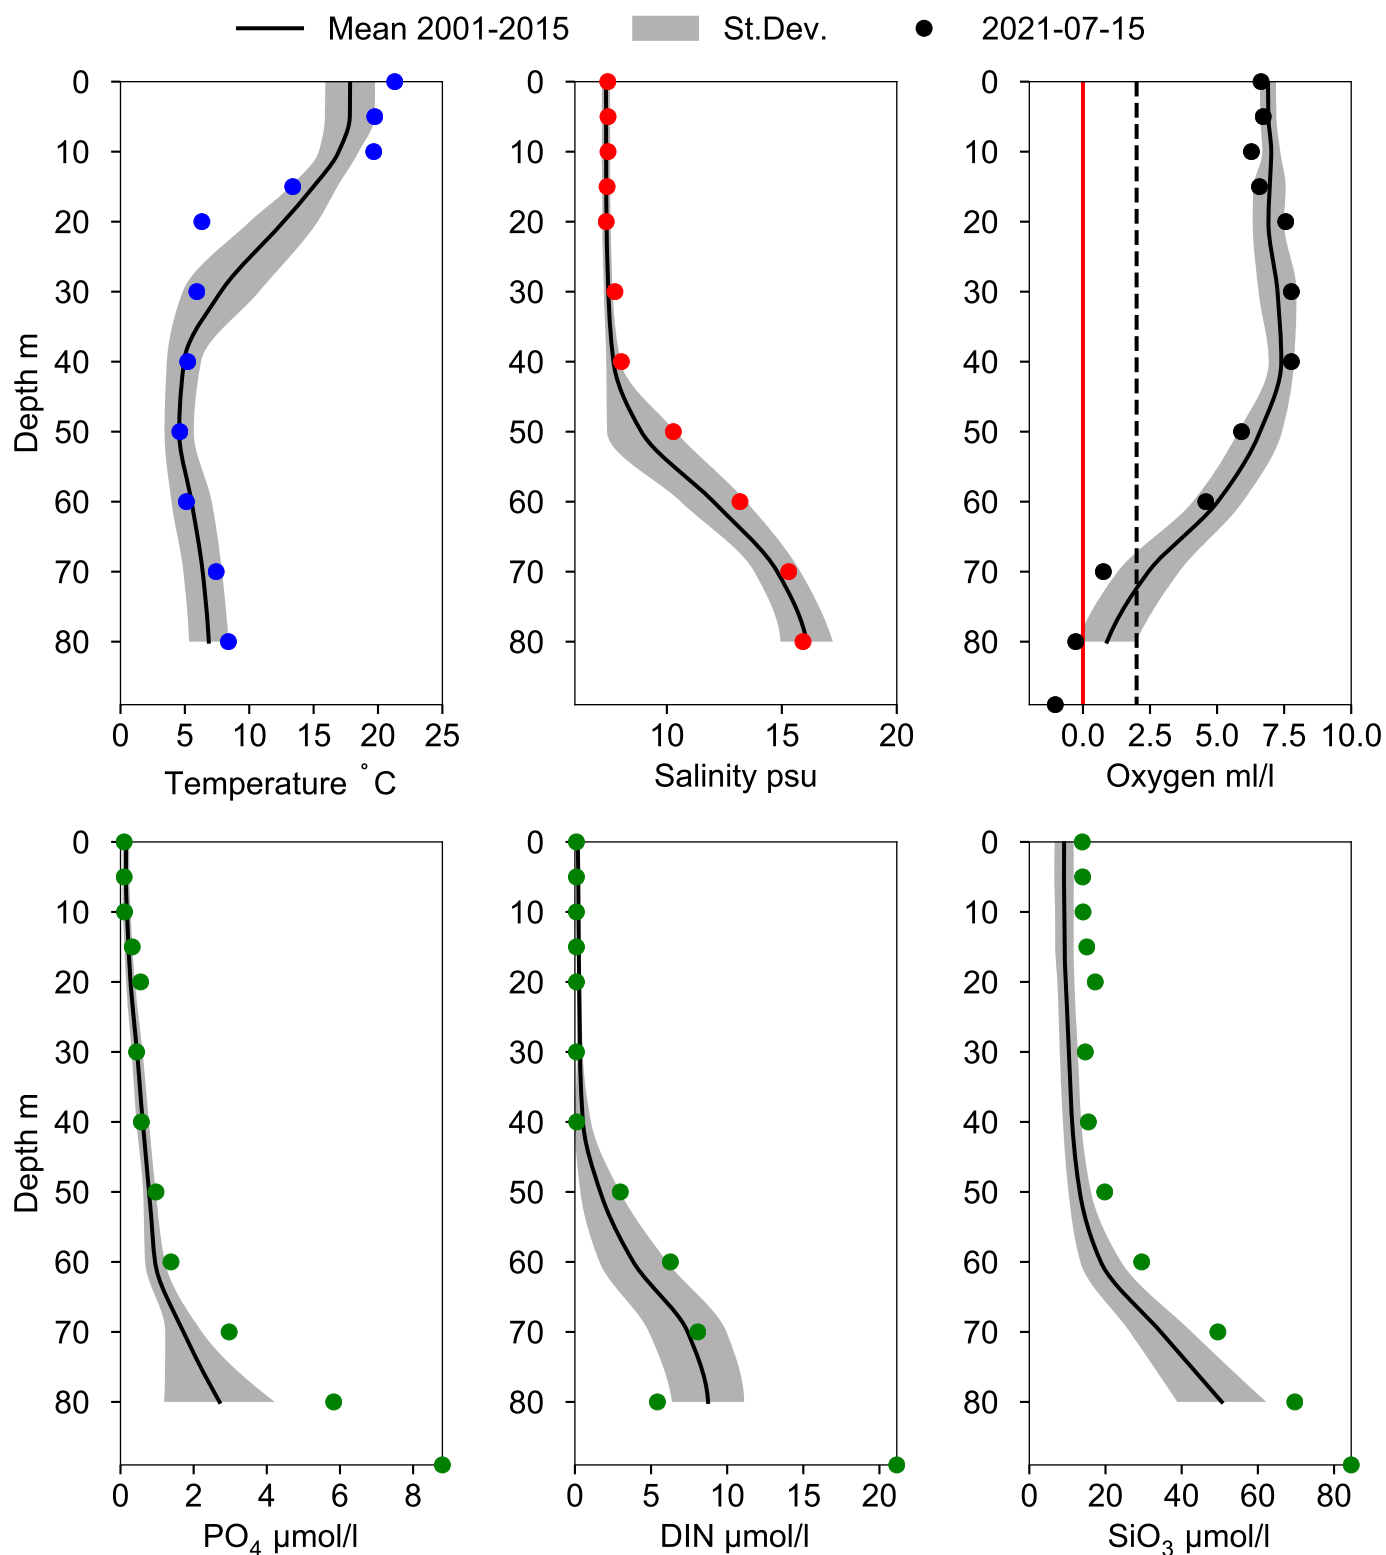 Mean 2001-2015 St.Dev. 2021-07-15
0 0 0
10 10 10
20 20 20
30 30 30
40 40 40
50 50 50
60 60 60
70 70 70
80 80 80
Depth m
0 5 10 15 20 25 10 15 20 0.0 2.5 5.0 7.5 10.0
Temperature °C Salinity psu Oxygen ml/l
0 0 0
10 10 10
20 20 20
30 30 30
40 40 40
50 50 50
60 60 60
70 70 70
80 80 80
Depth m
0 2 4 6 8 0 5 10 15 20 0 20 40 60 80
PO₄ µmol/l DIN µmol/l SiO₃ µmol/l